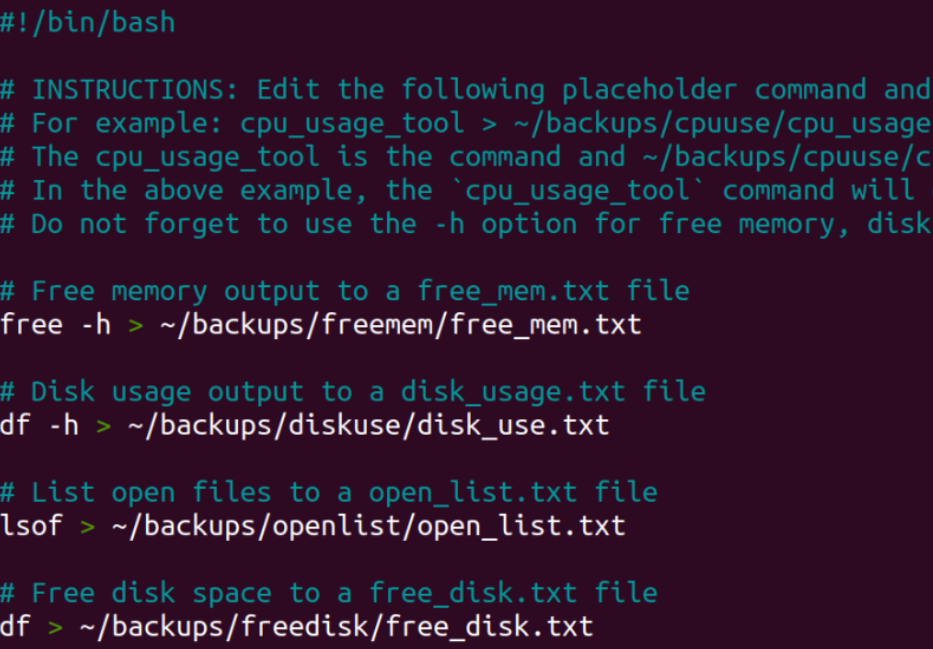 #!/bin/bash
# INSTRUCTIONS: Edit the following placeholder command and
# For example: cpu_usage_tool > ~/backups/cpuuse/cpu_usage
# The cpu_usage_tool is the command and ~/backups/cpuuse/c
# In the above example, the `cpu_usage_tool` command will
# Do not forget to use the -h option for free memory, disk
# Free memory output to a free_mem.txt file
free -h > ~/backups/freemem/free_mem.txt
# Disk usage output to a disk_usage.txt file
df -h > ~/backups/diskuse/disk_use.txt
# List open files to a open_list.txt file
lsof > ~/backups/openlist/open_list.txt
# Free disk space to a free_disk.txt file
df > ~/backups/freedisk/free_disk.txt